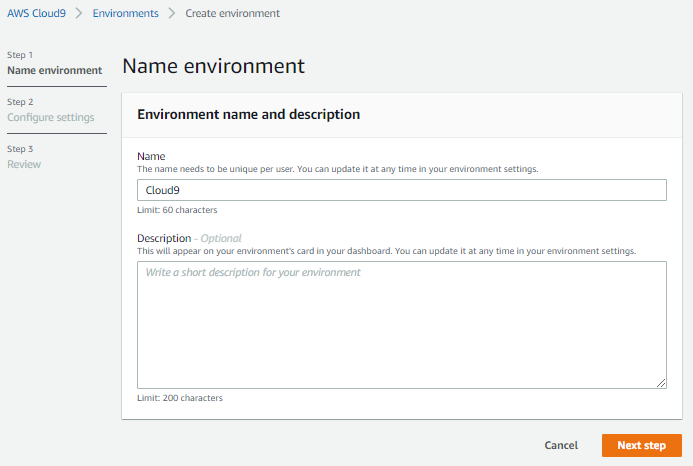 AWS Cloud9 > Environments > Create environment
Step 1
Name environment
Step 2
Configure settings
Step 3
Review
Name environment
Environment name and description
Name
The name needs to be unique per user. You can update it at any time in your environment settings.
Cloud9
Limit: 60 characters
Description - Optional
This will appear on your environment's card in your dashboard. You can update it at any time in your environment settings.
Write a short description for your environment
Limit: 200 characters
Cancel
Next step